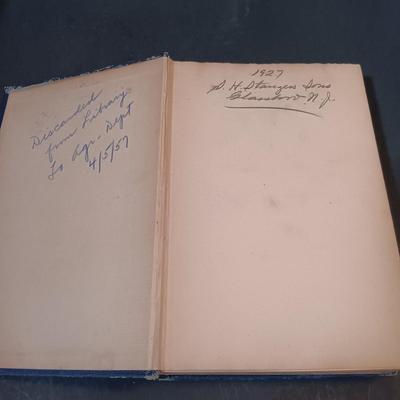 Discarded
from Library
To Agr. Dept
4/5/57
1927
S. H. Stanger Sons
Glassboro N. J.